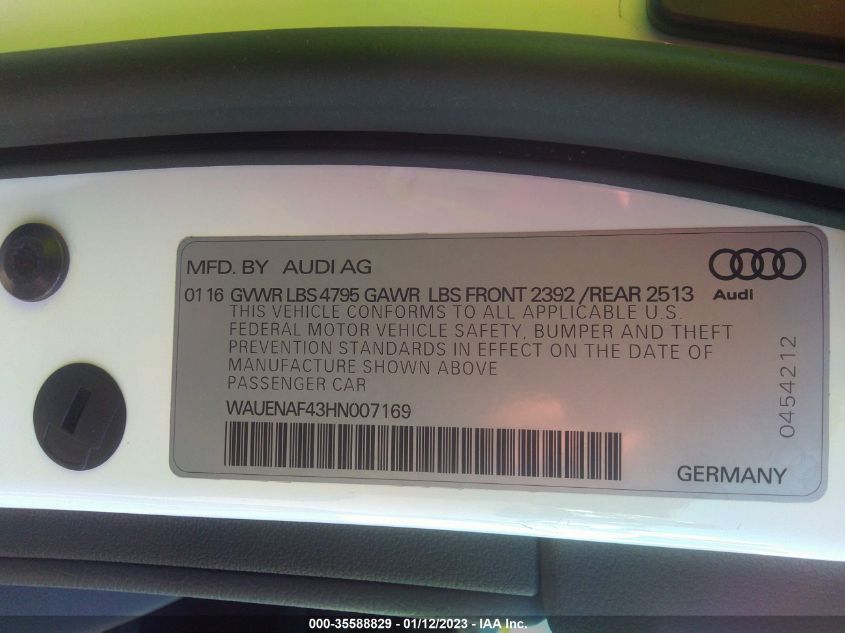 MFD. BY AUDI AG
01 16 GVWR LBS 4795 GAWR LBS FRONT 2392 /REAR 2513
Audi
THIS VEHICLE CONFORMS TO ALL APPLICABLE U.S.
FEDERAL MOTOR VEHICLE SAFETY, BUMPER AND THEFT
PREVENTION STANDARDS IN EFFECT ON THE DATE OF
MANUFACTURE SHOWN ABOVE
PASSENGER CAR
WAUENAF43HN007169
0454212
GERMANY
000-35588829 - 01/12/2023 - IAA Inc.